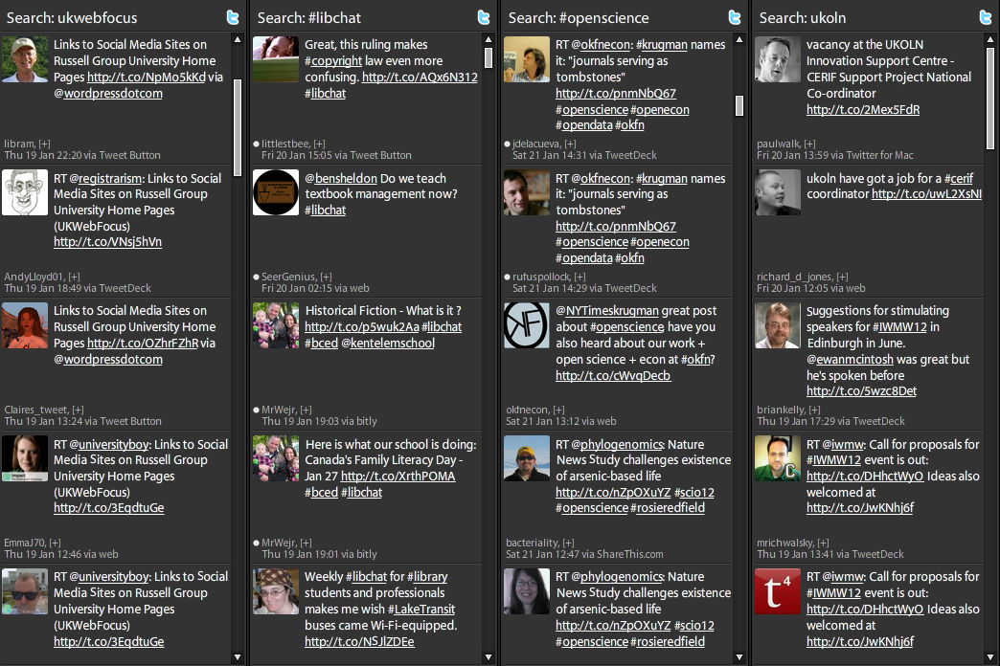 Search: ukwebfocus
Links to Social Media Sites on
Russell Group University Home
Pages http://t.co/NpMo5kKd via
@wordpressdotcom
libram, [+]
Thu 19 Jan 22:20 via Tweet Button
RT @registrarism: Links to Social
Media Sites on Russell Group
University Home Pages
(UKWebFocus)
http://t.co/VNsj5hVn
AndyLloyd01, [+]
Thu 19 Jan 18:49 via TweetDeck
Links to Social Media Sites on
Russell Group University Home
Pages http://t.co/OZhrFZhR via
@wordpressdotcom
Claires_tweet, [+]
Thu 19 Jan 13:24 via Tweet Button
RT @universityboy: Links to Social
Media Sites on Russell Group
University Home Pages
(UKWebFocus)
http://t.co/3EqdtuGe
EmmaJ70, [+]
Thu 19 Jan 12:46 via web
RT @universityboy: Links to Social
Media Sites on Russell Group
University Home Pages
(UKWebFocus)
http://t.co/3EqdtuGe
Search: #libchat
Great, this ruling makes
#copyright law even more
confusing. http://t.co/AQx6N312
#libchat
littlestbee, [+]
Fri 20 Jan 15:05 via Tweet Button
@bensheldon Do we teach
textbook management now?
#libchat
SeerGenius, [+]
Fri 20 Jan 02:15 via web
Historical Fiction - What is it ?
http://t.co/p5wuk2Aa #libchat
#bced @kentelemschool
MrWejr, [+]
Thu 19 Jan 19:03 via bitly
Here is what our school is doing:
Canada's Family Literacy Day -
Jan 27 http://t.co/XrthPOMA
#bced #libchat
MrWejr, [+]
Thu 19 Jan 19:01 via bitly
Weekly #libchat for #library
students and professionals
makes me wish #LakeTransit
buses came Wi-Fi-equipped.
http://t.co/NSJlZDEe
Search: #openscience
RT @okfnecon: #krugman names
it: "journals serving as
tombstones"
http://t.co/pnmNbQ67
#openscience #openecon
#opendata #okfn
jdelacueva, [+]
Sat 21 Jan 14:31 via TweetDeck
RT @okfnecon: #krugman names
it: "journals serving as
tombstones"
http://t.co/pnmNbQ67
#openscience #openecon
#opendata #okfn
rufuspollock, [+]
Sat 21 Jan 14:29 via TweetDeck
@NYTimeskrugman great post
about #openscience have you
also heard about our work +
open science + econ at #okfn?
http://t.co/cWvqDecb
okfnecon, [+]
Sat 21 Jan 13:12 via web
RT @phylogenomics: Nature
News Study challenges existence
of arsenic-based life
http://t.co/nZpOXuYZ #scio12
#openscience #rosieredfield
bacteriality, [+]
Sat 21 Jan 12:47 via ShareThis.com
RT @phylogenomics: Nature
News Study challenges existence
of arsenic-based life
http://t.co/nZpOXuYZ #scio12
#openscience #rosieredfield
Search: ukoln
vacancy at the UKOLN
Innovation Support Centre -
CERIF Support Project National
Co-ordinator
http://t.co/2Mex5FdR
paulwalk, [+]
Fri 20 Jan 13:59 via Twitter for Mac
ukoln have got a job for a #cerif
coordinator http://t.co/uwL2XsNI
richard_d_jones, [+]
Fri 20 Jan 12:05 via web
Suggestions for stimulating
speakers for #IWMW12 in
Edinburgh in June.
@ewanmcintosh was great but
he's spoken before
http://t.co/5wzc8Det
briankelly, [+]
Thu 19 Jan 17:29 via TweetDeck
RT @iwmw: Call for proposals for
#IWMW12 event is out:
http://t.co/DHhctWyO Ideas also
welcomed at
http://t.co/JwKNhj6f
mrichwalsky, [+]
Thu 19 Jan 13:41 via TweetDeck
t4
RT @iwmw: Call for proposals for
#IWMW12 event is out:
http://t.co/DHhctWyO Ideas also
welcomed at
http://t.co/JwKNhj6f